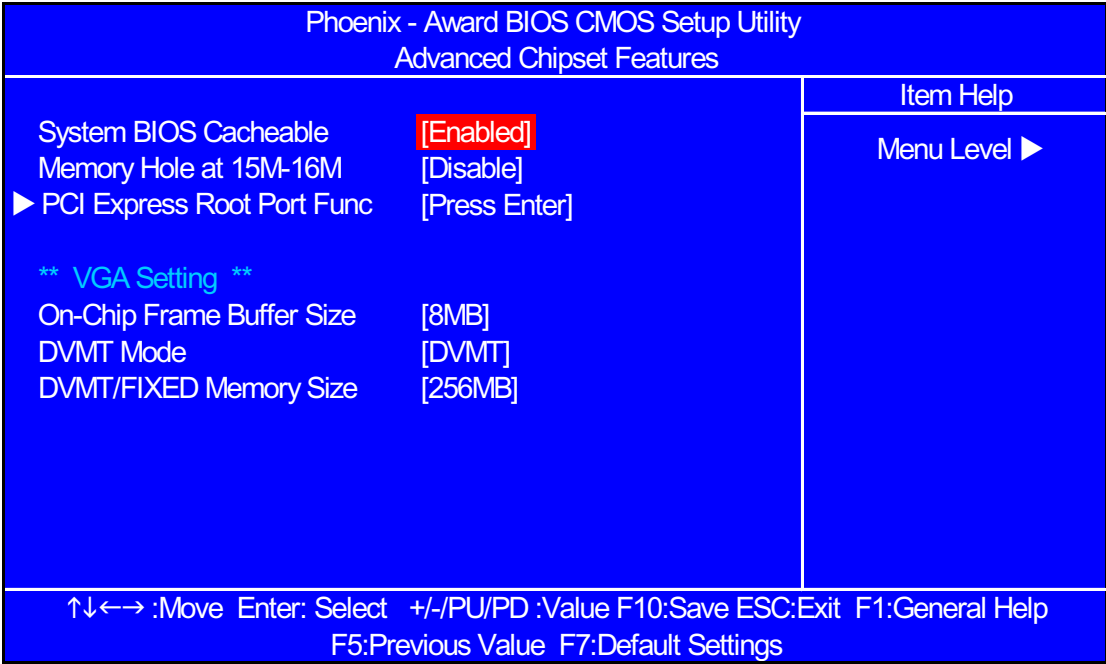 Phoenix - Award BIOS CMOS Setup Utility
Advanced Chipset Features
Item Help
Menu Level ▶
System BIOS Cacheable [Enabled]
Memory Hole at 15M-16M [Disable]
▶ PCI Express Root Port Func [Press Enter]
** VGA Setting **
On-Chip Frame Buffer Size [8MB]
DVMT Mode [DVMT]
DVMT/FIXED Memory Size [256MB]
↑↓←→ :Move Enter: Select +/-/PU/PD :Value F10:Save ESC:Exit F1:General Help
F5:Previous Value F7:Default Settings